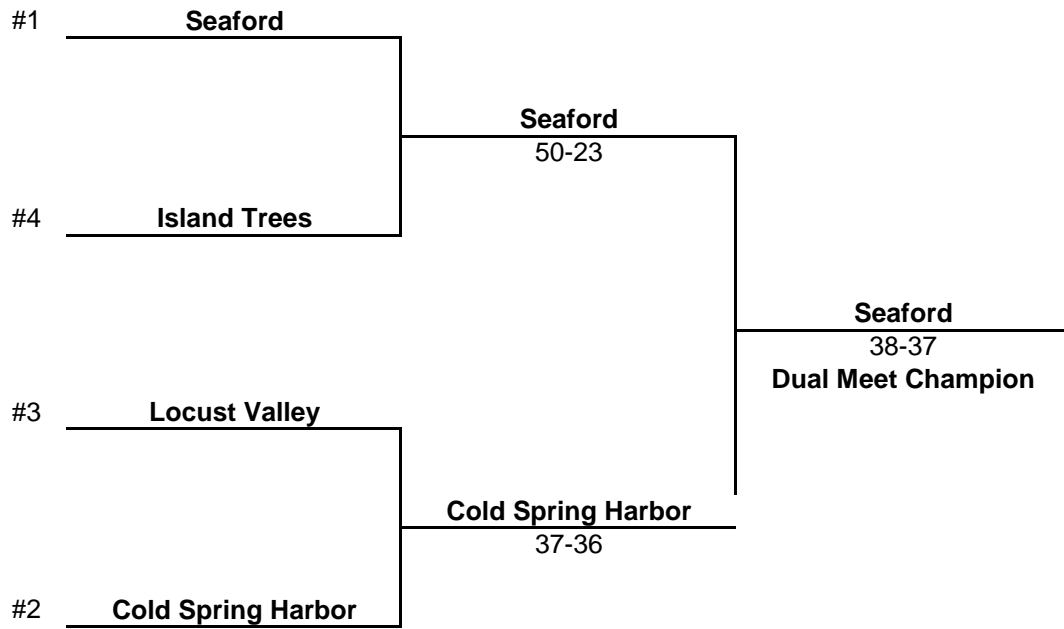 #1 Seaford
Seaford
50-23
#4 Island Trees
Seaford
38-37
Dual Meet Champion
#3 Locust Valley
Cold Spring Harbor
37-36
#2 Cold Spring Harbor